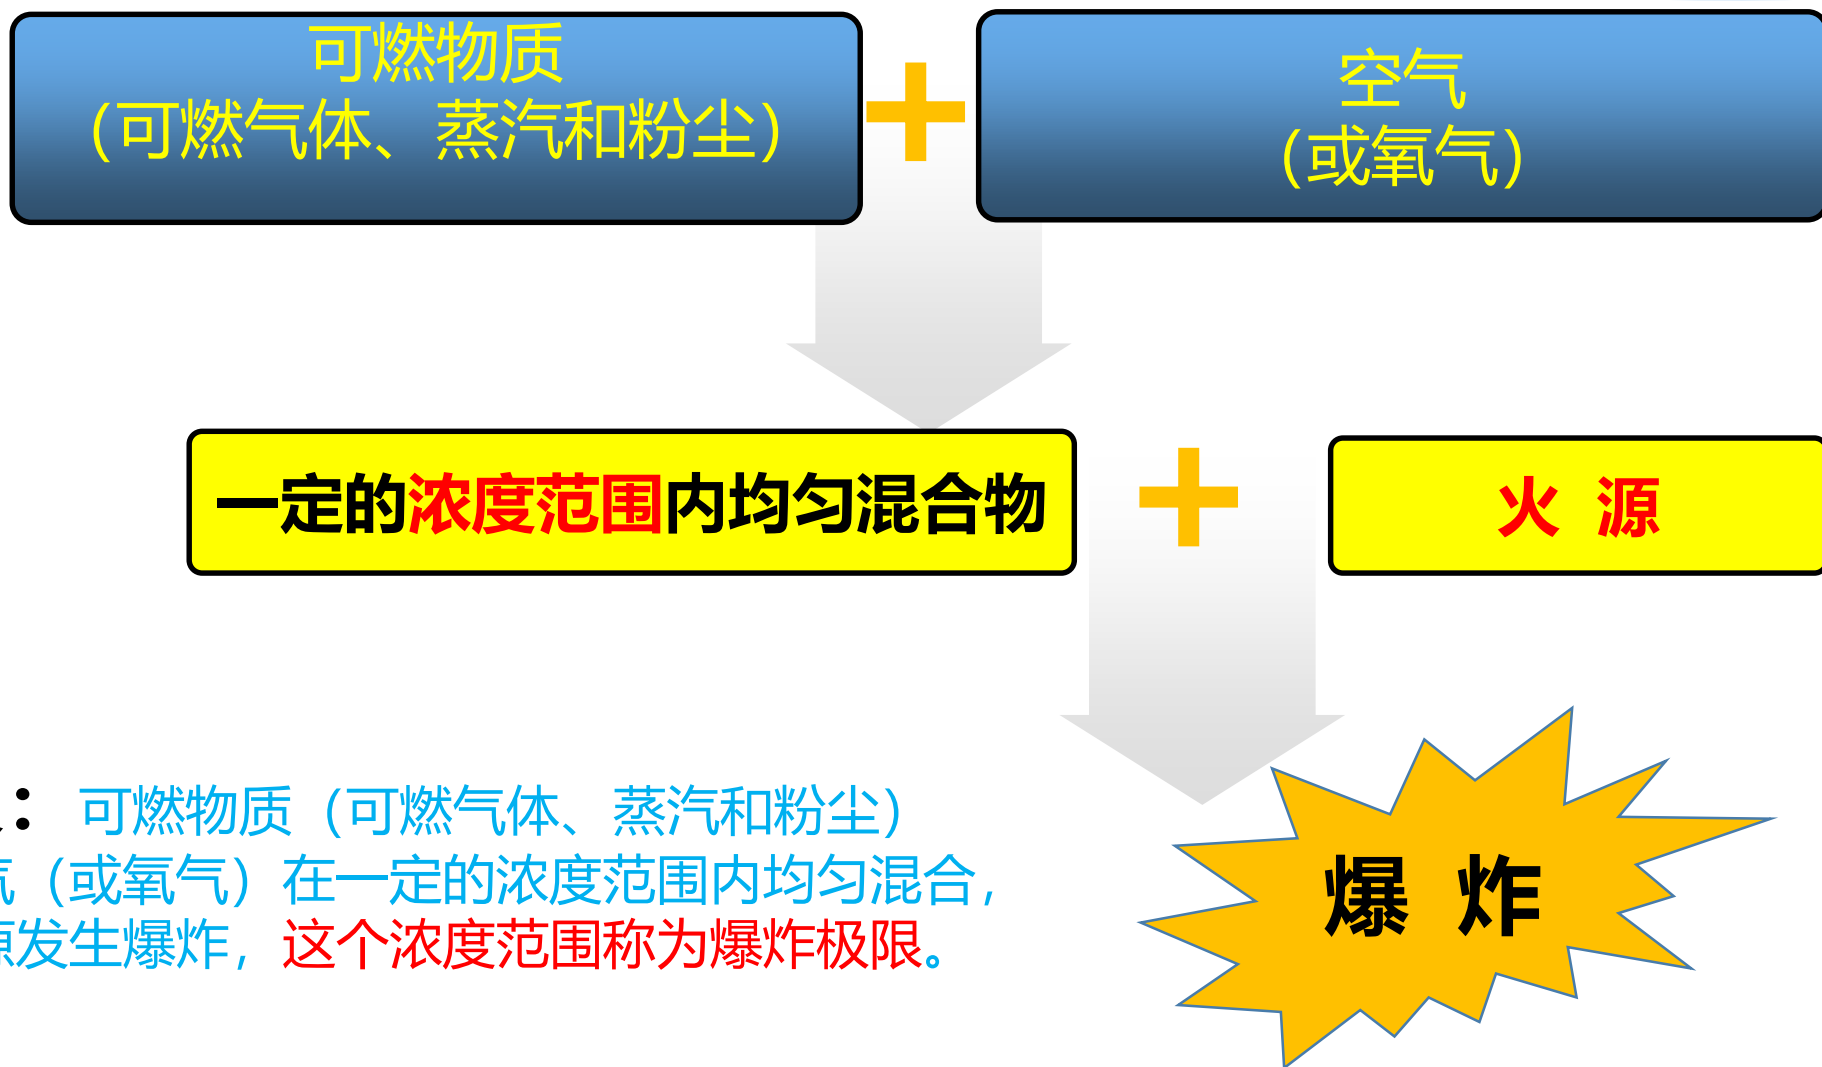 可燃物质
(可燃气体、蒸汽和粉尘)
空气
(或氧气)
一定的浓度范围内均匀混合物
火 源
：可燃物质（可燃气体、蒸汽和粉尘）
气（或氧气）在一定的浓度范围内均匀混合，
源发生爆炸，这个浓度范围称为爆炸极限。
爆 炸